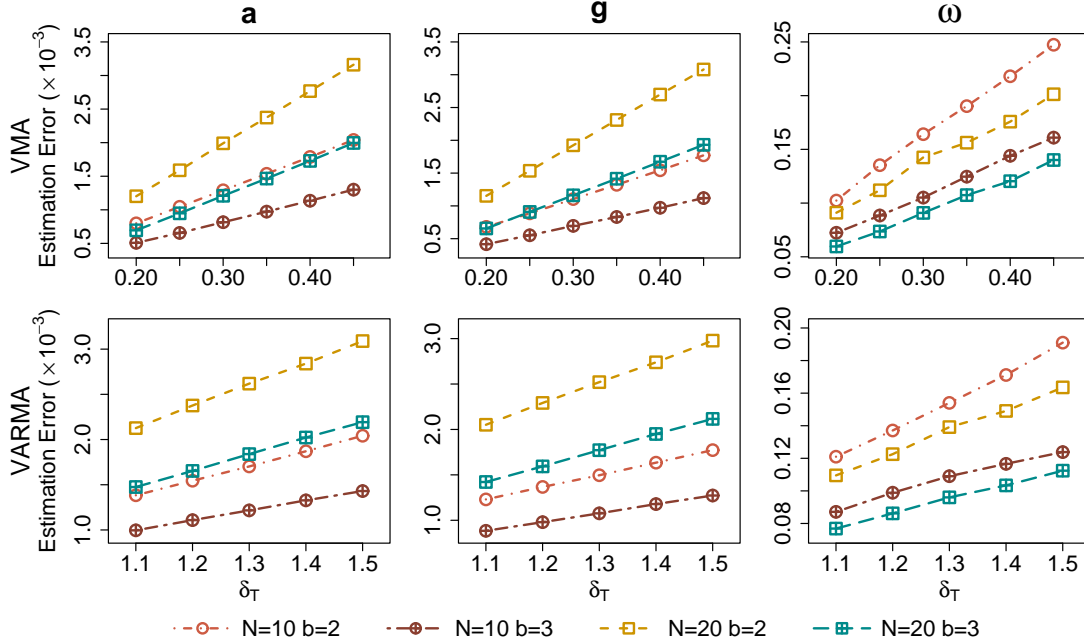 a g ω
VMA
Estimation Error (×10⁻³)
3.5
2.5
1.5
0.5
0.20 0.30 0.40
3.5
2.5
1.5
0.5
0.20 0.30 0.40
0.25
0.15
0.05
0.20 0.30 0.40
VARMA
Estimation Error (×10⁻³)
3.0
2.0
1.0
1.1 1.2 1.3 1.4 1.5
δT
3.0
2.0
1.0
1.1 1.2 1.3 1.4 1.5
δT
0.20
0.16
0.12
0.08
1.1 1.2 1.3 1.4 1.5
δT
N=10 b=2 N=10 b=3 N=20 b=2 N=20 b=3